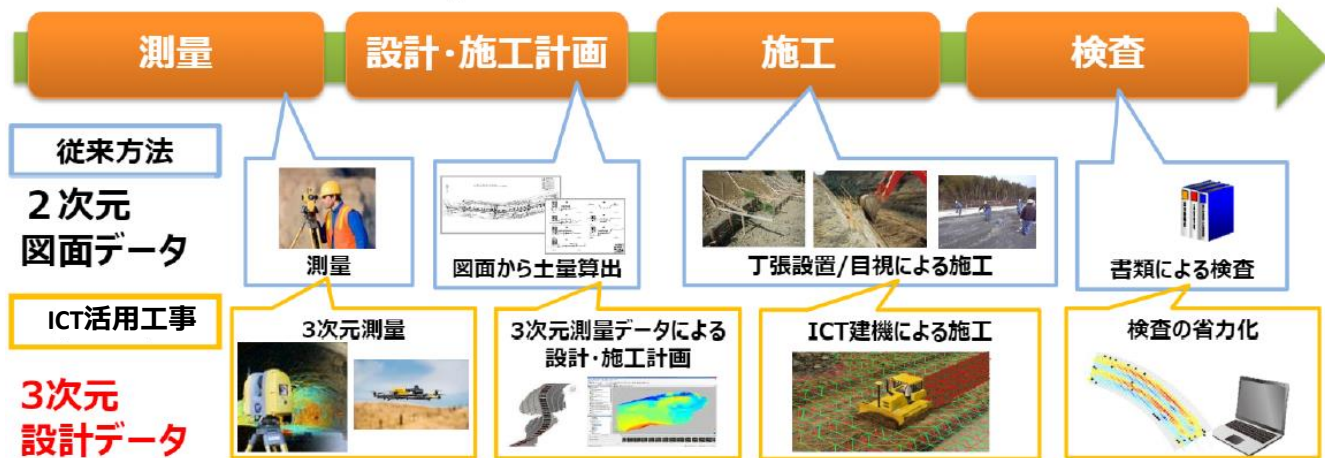 測量
設計・施工計画
施工
検査
従来方法
２次元
図面データ
測量
図面から土量算出
丁張設置/目視による施工
書類による検査
ICT活用工事
3次元
設計データ
3次元測量
3次元測量データによる
設計・施工計画
ICT建機による施工
検査の省力化